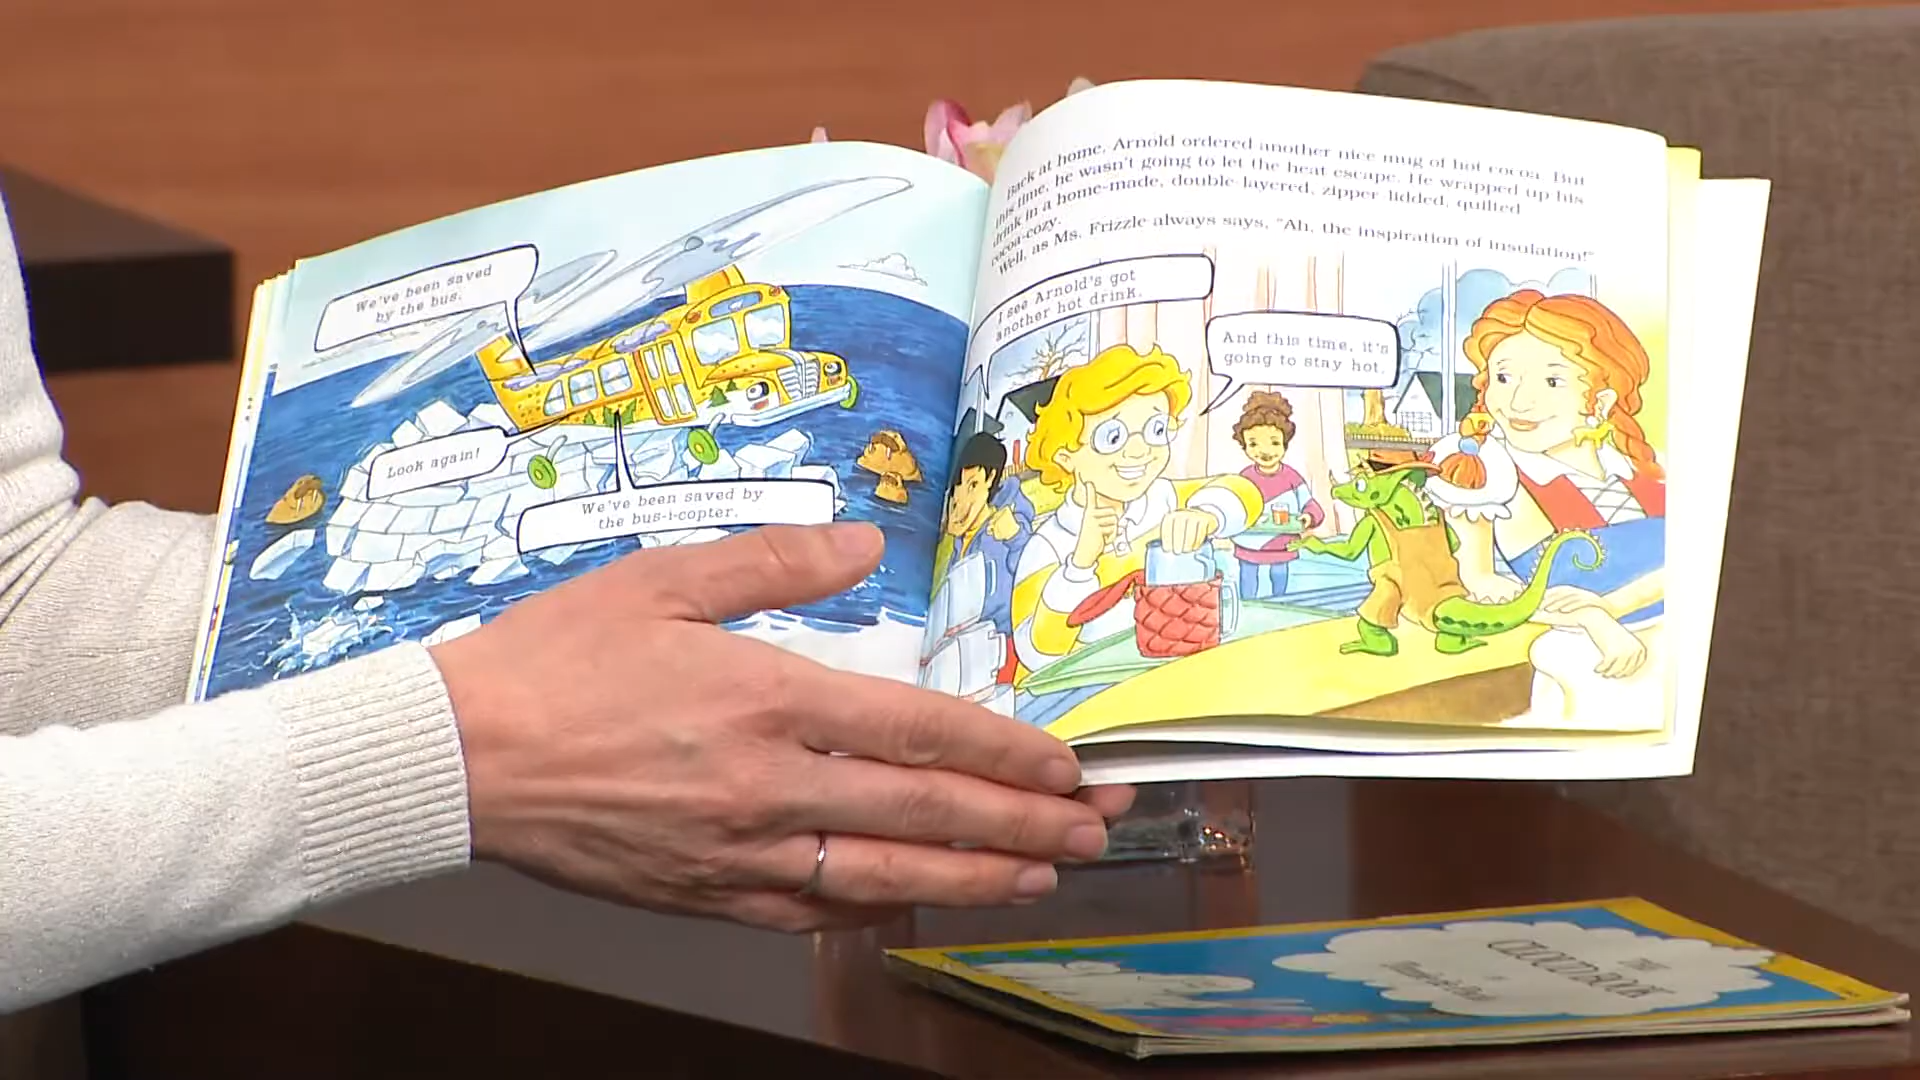 We've been saved
by the bus.
Look again!
We've been saved by
the bus-i-copter.
Back at home, Arnold ordered another nice mug of hot cocoa. But
this time, he wasn't going to let the heat escape. He wrapped up his
drink in a home-made, double-layered, zipper-lidded, quilted
cocoa-cozy.
Well, as Ms. Frizzle always says, "Ah, the inspiration of insulation!"
I see Arnold's got
another hot drink.
And this time, it's
going to stay hot.
THE
CLOUD BOOK